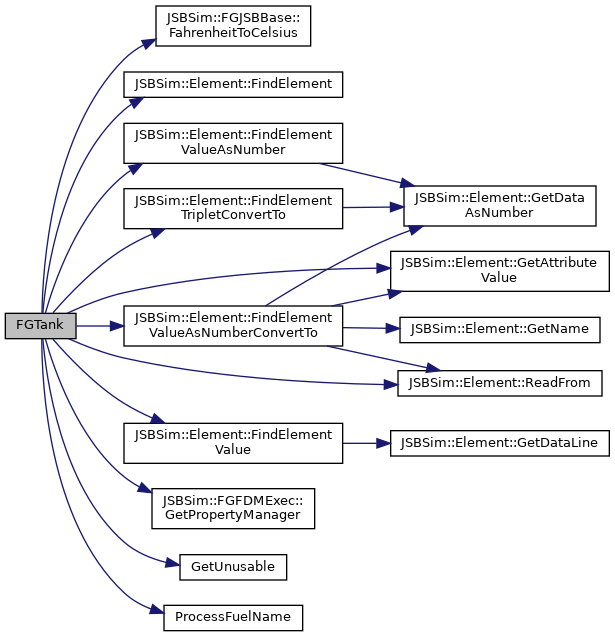 FGTank
JSBSim::FGJSBBase::
FahrenheitToCelsius
JSBSim::Element::FindElement
JSBSim::Element::FindElement
ValueAsNumber
JSBSim::Element::FindElement
TripletConvertTo
JSBSim::Element::FindElement
ValueAsNumberConvertTo
JSBSim::Element::FindElement
Value
JSBSim::FGFDMExec::
GetPropertyManager
GetUnusable
ProcessFuelName
JSBSim::Element::GetData
AsNumber
JSBSim::Element::GetAttribute
Value
JSBSim::Element::GetName
JSBSim::Element::ReadFrom
JSBSim::Element::GetDataLine